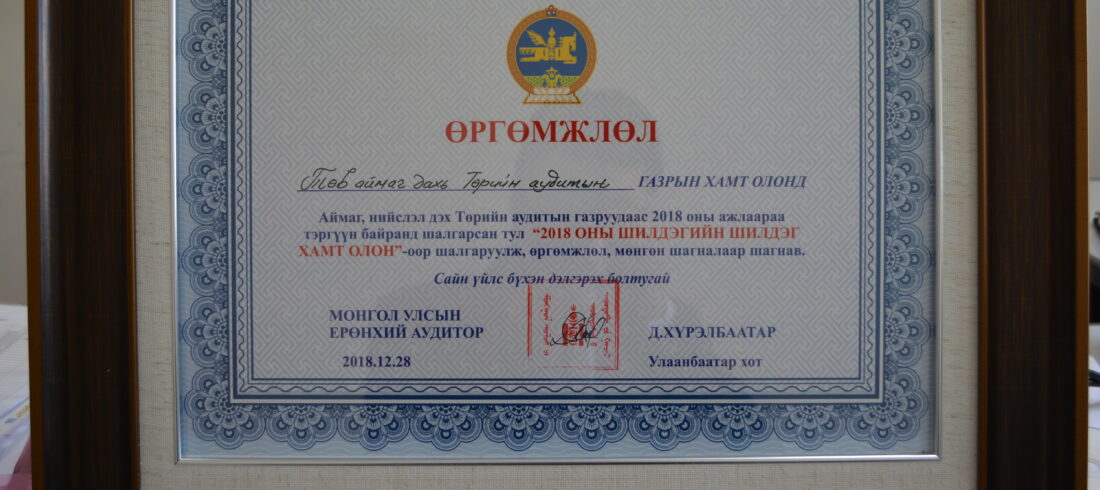 ӨРГӨМЖЛӨЛ
Төв аймаг дахь Төрийн аудитын ГАЗРЫН ХАМТ ОЛОНД
Аймаг, нийслэл дэх Төрийн аудитын газруудаас 2018 оны ажлаараа
тэргүүн байранд шалгарсан тул “2018 ОНЫ ШИЛДЭГИЙН ШИЛДЭГ
ХАМТ ОЛОН”-оор шалгаруулж, өргөмжлөл, мөнгөн шагналаар шагнав.
Сайн үйлс бүхэн дэлгэрэх болтугай
МОНГОЛ УЛСЫН
ЕРӨНХИЙ АУДИТОР Д.ХҮРЭЛБААТАР
2018.12.28 Улаанбаатар хот